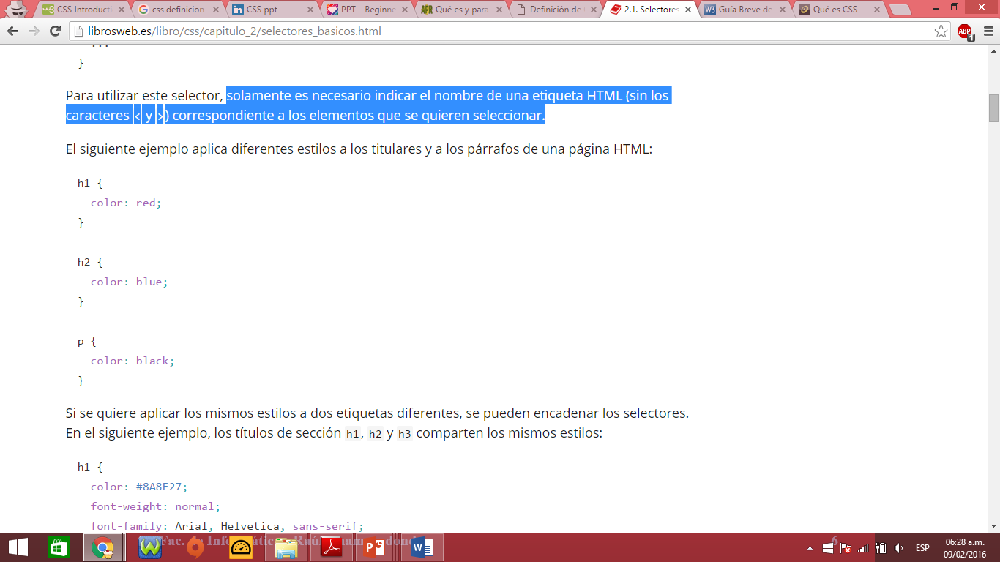 CSS Introducti
css definicion
CSS ppt
PPT – Beginne
Qué es y para
Definición de
2.1. Selectores
Guía Breve de
Qué es CSS
librosweb.es/libro/css/capitulo_2/selectores_basicos.html
ABP
1
...
}
Para utilizar este selector, solamente es necesario indicar el nombre de una etiqueta HTML (sin los
caracteres < y >) correspondiente a los elementos que se quieren seleccionar.
El siguiente ejemplo aplica diferentes estilos a los titulares y a los párrafos de una página HTML:
h1 {
color: red;
}
h2 {
color: blue;
}
p {
color: black;
}
Si se quiere aplicar los mismos estilos a dos etiquetas diferentes, se pueden encadenar los selectores.
En el siguiente ejemplo, los títulos de sección h1, h2 y h3 comparten los mismos estilos:
h1 {
color: #8A8E27;
font-weight: normal;
font-family: Arial, Helvetica, sans-serif;
Fac. de
6
ESP
06:28 a.m.
09/02/2016